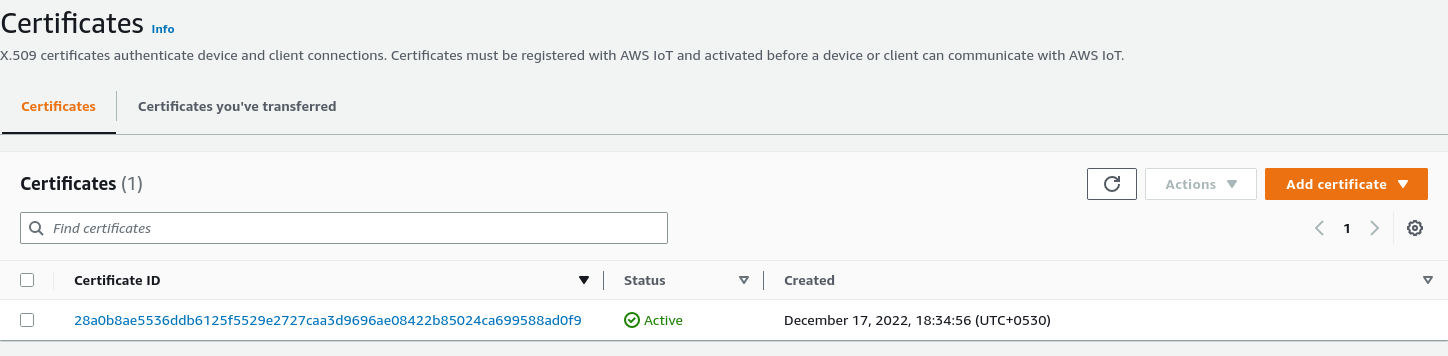 Certificates Info
X.509 certificates authenticate device and client connections. Certificates must be registered with AWS IoT and activated before a device or client can communicate with AWS IoT.
Certificates Certificates you've transferred
Certificates (1) Actions Add certificate
Find certificates 1
Certificate ID Status Created
28a0b8ae5536ddb6125f5529e2727caa3d9696ae08422b85024ca699588ad0f9 Active December 17, 2022, 18:34:56 (UTC+0530)